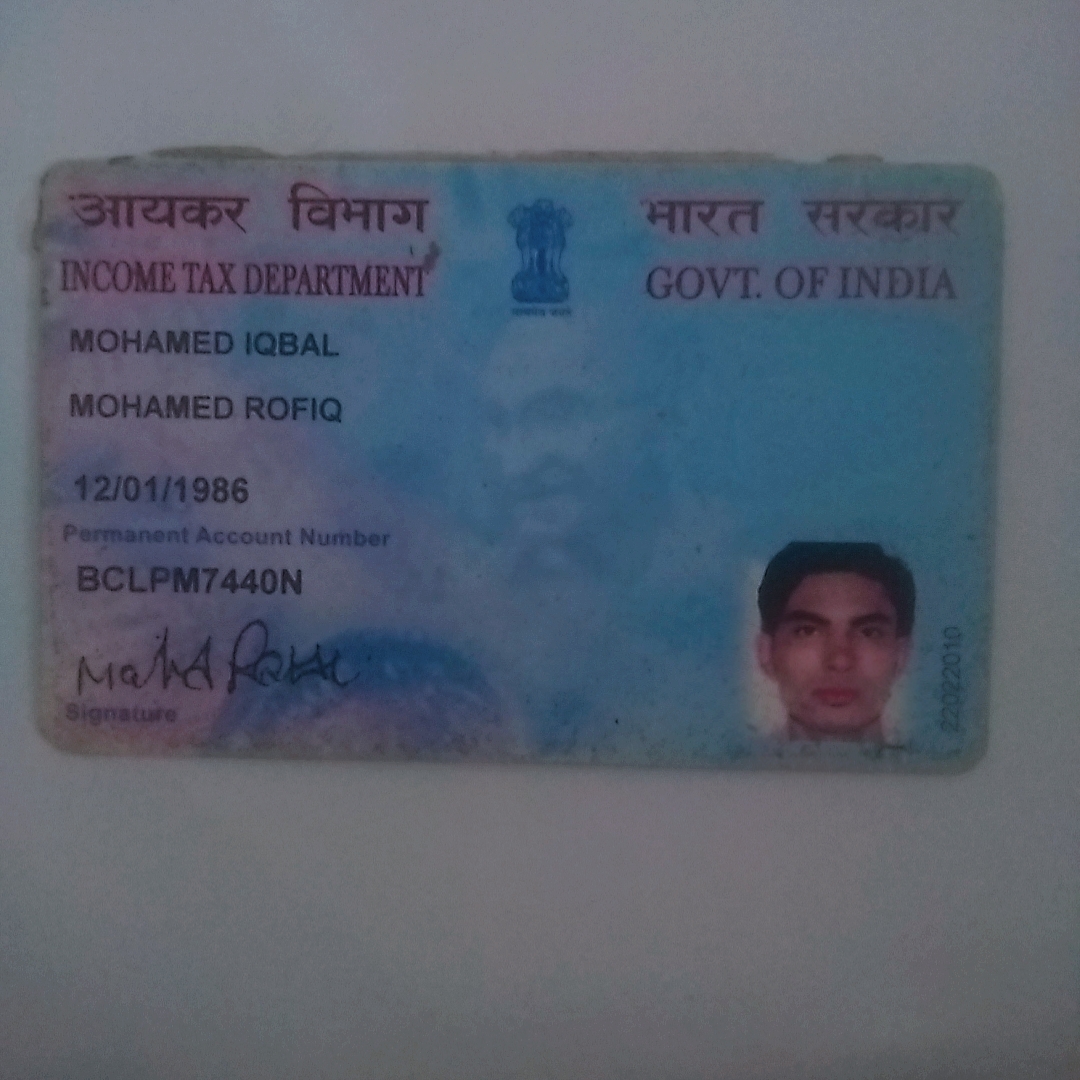 आयकर विभाग
INCOME TAX DEPARTMENT
भारत सरकार
GOVT. OF INDIA
MOHAMED IQBAL
MOHAMED ROFIQ
12/01/1986
Permanent Account Number
BCLPM7440N
Signature
22022010